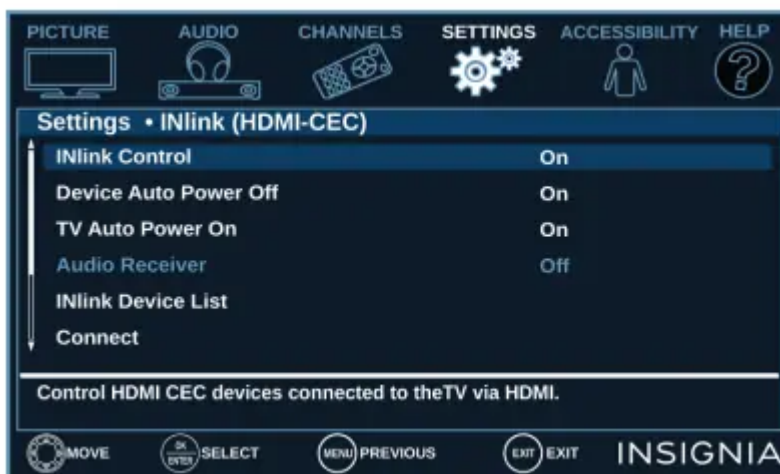 PICTURE AUDIO CHANNELS SETTINGS ACCESSIBILITY HELP
?
Settings • INlink (HDMI-CEC)
INlink Control On
Device Auto Power Off On
TV Auto Power On On
Audio Receiver Off
INlink Device List
Connect
Control HDMI CEC devices connected to theTV via HDMI.
MOVE OK ENTER SELECT MENU PREVIOUS EXIT EXIT INSIGNIA